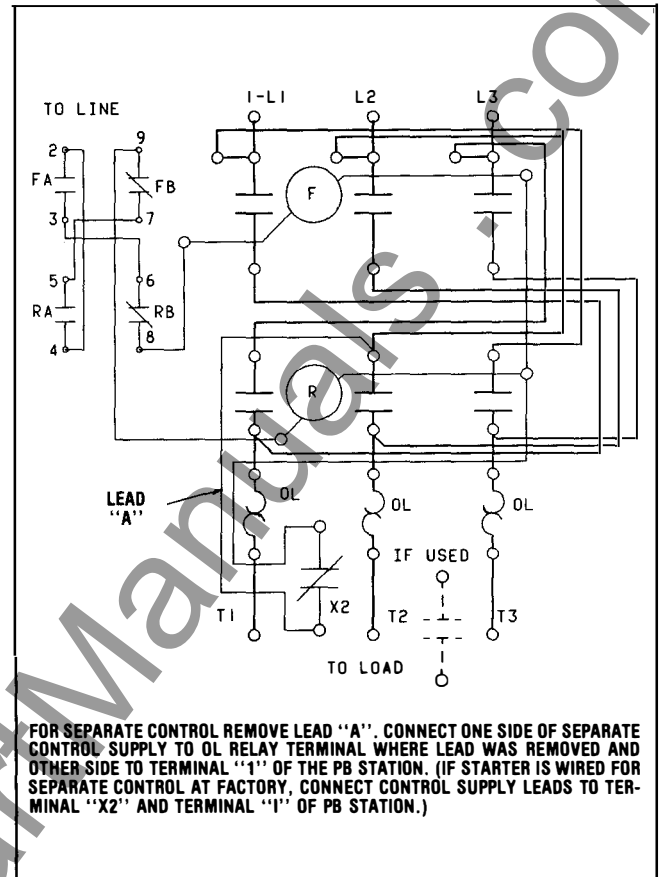 1-L1 L2 L3
TO LINE
2 9
FA FB
3 7
5 6
RA RB
4 8
F
R
LEAD
"A"
OL OL OL
IF USED
T1 X2 T2 T3
TO LOAD
FOR SEPARATE CONTROL REMOVE LEAD "A". CONNECT ONE SIDE OF SEPARATE
CONTROL SUPPLY TO OL RELAY TERMINAL WHERE LEAD WAS REMOVED AND
OTHER SIDE TO TERMINAL "1" OF THE PB STATION. (IF STARTER IS WIRED FOR
SEPARATE CONTROL AT FACTORY, CONNECT CONTROL SUPPLY LEADS TO TER-
MINAL "X2" AND TERMINAL "I" OF PB STATION.)
artManuals.com